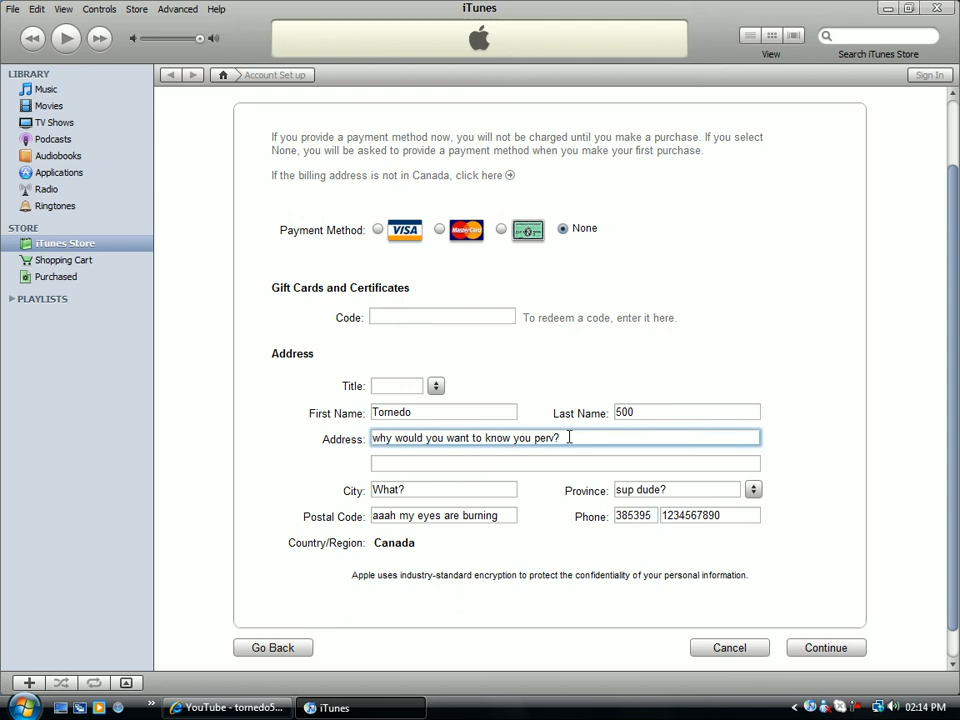 File Edit View Controls Store Advanced Help
iTunes
View
Search iTunes Store
LIBRARY
Music
Movies
TV Shows
Podcasts
Audiobooks
Applications
Radio
Ringtones
STORE
iTunes Store
Shopping Cart
Purchased
PLAYLISTS
Account Set up
Sign In
If you provide a payment method now, you will not be charged until you make a purchase. If you select
None, you will be asked to provide a payment method when you make your first purchase.
If the billing address is not in Canada, click here
Payment Method: VISA MasterCard None
Gift Cards and Certificates
Code: To redeem a code, enter it here.
Address
Title:
First Name: Tornedo Last Name: 500
Address: why would you want to know you perv?
City: What? Province: sup dude?
Postal Code: aaah my eyes are burning Phone: 385395 1234567890
Country/Region: Canada
Apple uses industry-standard encryption to protect the confidentiality of your personal information.
Go Back Cancel Continue
YouTube - tornedo5... iTunes 02:14 PM